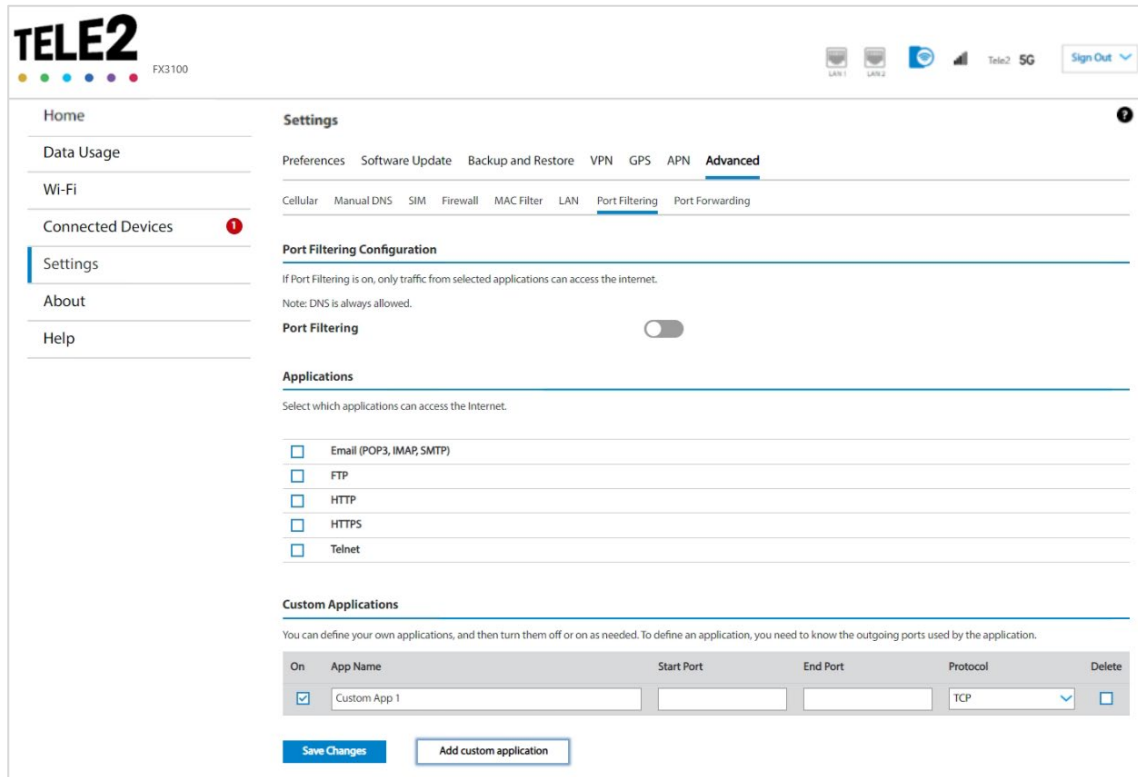 TELE2
FX3100
LAN 1
LAN 2
Tele2 5G
Sign Out
Home
Data Usage
Wi-Fi
Connected Devices 1
Settings
About
Help
Settings
?
Preferences Software Update Backup and Restore VPN GPS APN Advanced
Cellular Manual DNS SIM Firewall MAC Filter LAN Port Filtering Port Forwarding
Port Filtering Configuration
If Port Filtering is on, only traffic from selected applications can access the internet.
Note: DNS is always allowed.
Port Filtering
Applications
Select which applications can access the Internet.
Email (POP3, IMAP, SMTP)
FTP
HTTP
HTTPS
Telnet
Custom Applications
You can define your own applications, and then turn them off or on as needed. To define an application, you need to know the outgoing ports used by the application.
On App Name Start Port End Port Protocol Delete
Custom App 1 TCP
Save Changes Add custom application